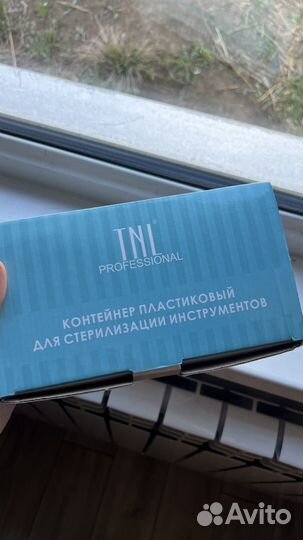 TNL®
PROFESSIONAL
КОНТЕЙНЕР ПЛАСТИКОВЫЙ
ДЛЯ СТЕРИЛИЗАЦИИ ИНСТРУМЕНТОВ
Avito